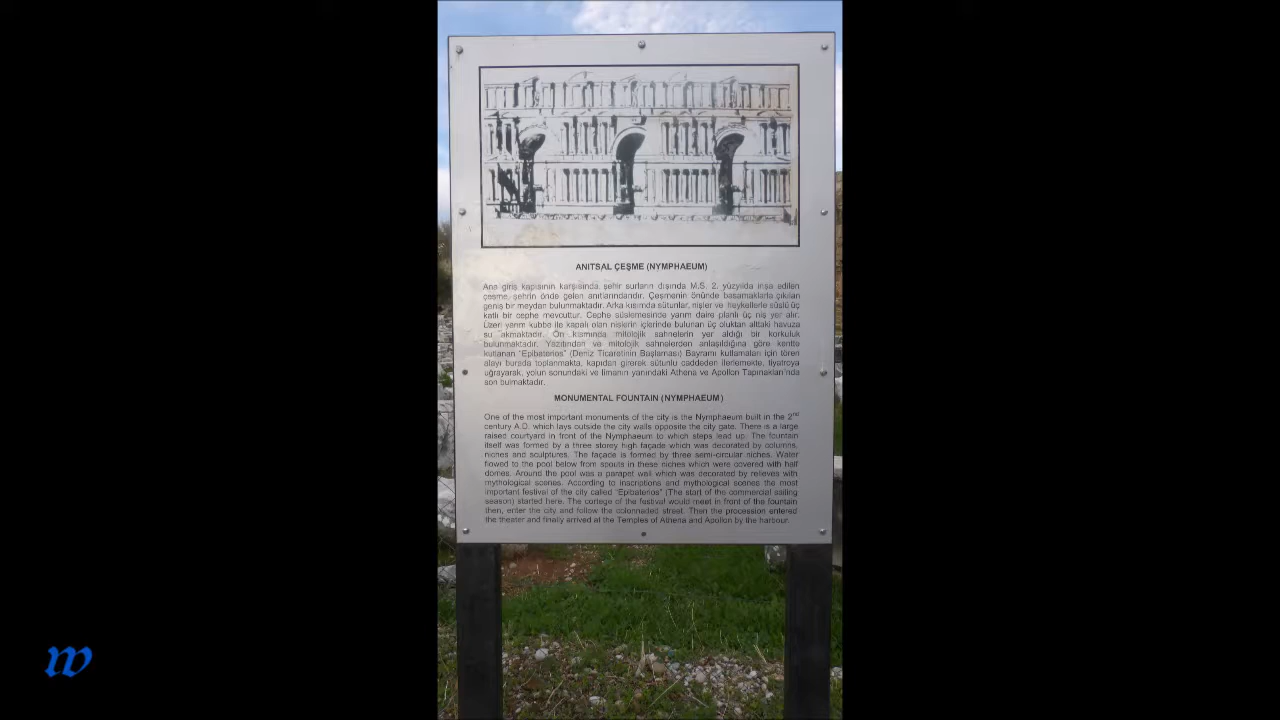 ANITSAL ÇEŞME (NYMPHAEUM)
Ana giriş kapısının karşısında, şehir surların dışında M.S. 2. yüzyılda inşa edilen
çeşme, şehrin önde gelen anıtlarındandır. Çeşmenin önünde basamaklarla çıkılan
geniş bir meydan bulunmaktadır. Arka kısımda sütunlar, nişler ve heykellerle süslü üç
katlı bir cephe mevcuttur. Cephe süslemesinde yarım daire planlı üç niş yer alır.
Üzeri yarım kubbe ile kapalı olan nişlerin içlerinde bulunan üç oluktan alttaki havuza
su akmaktadır. Ön kısmında mitolojik sahnelerin yer aldığı bir korkuluk
bulunmaktadır. Yazıtından ve mitolojik sahnelerden anlaşıldığına göre kentte
kutlanan "Epibaterios" (Deniz Ticaretinin Başlaması) Bayramı kutlamaları için tören
alayı burada toplanmakta, kapıdan girerek sütunlu caddeden ilerlemekte, tiyatroya
uğrayarak, yolun sonundaki ve limanın yanındaki Athena ve Apollon Tapınakları'nda
son bulmaktadır.
MONUMENTAL FOUNTAIN (NYMPHAEUM)
One of the most important monuments of the city is the Nymphaeum built in the 2nd
century A.D. which lays outside the city walls opposite the city gate. There is a large
raised courtyard in front of the Nymphaeum to which steps lead up. The fountain
itself was formed by a three storey high façade which was decorated by columns,
niches and sculptures. The façade is formed by three semi-circular niches. Water
flowed to the pool below from spouts in these niches which were covered with half
domes. Around the pool was a parapet wall which was decorated by relieves with
mythological scenes. According to inscriptions and mythological scenes the most
important festival of the city called "Epibaterios" (The start of the commercial sailing
season) started here. The cortege of the festival would meet in front of the fountain
then, enter the city and follow the colonnaded street. Then the procession entered
the theater and finally arrived at the Temples of Athena and Apollon by the harbour.
w